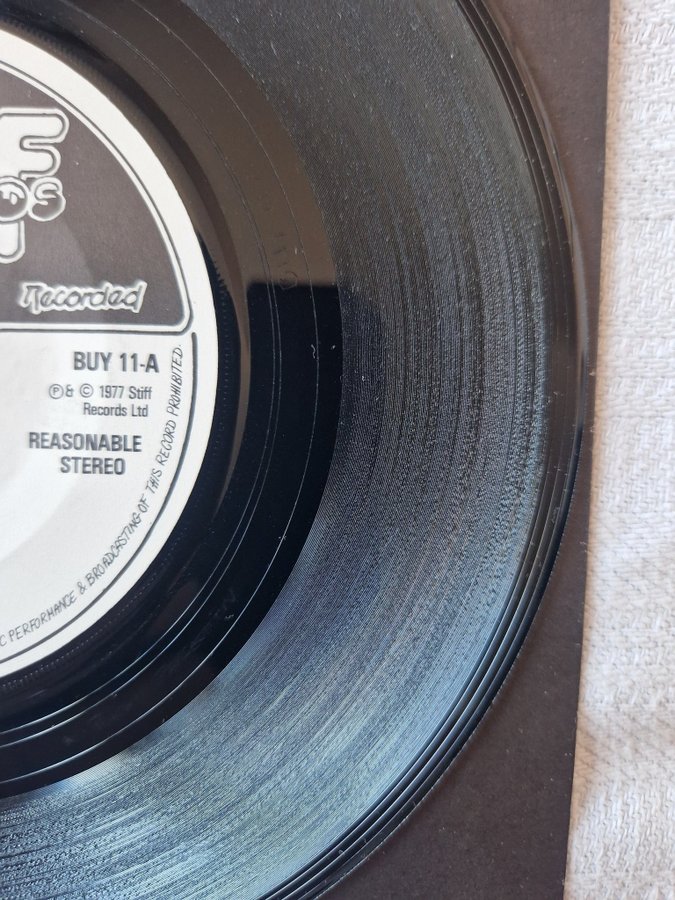 F
Recorded
BUY 11-A
Ⓟ& © 1977 Stiff
Records Ltd
REASONABLE
STEREO
C PERFORMANCE & BROADCASTING OF THIS RECORD PROHIBITED.